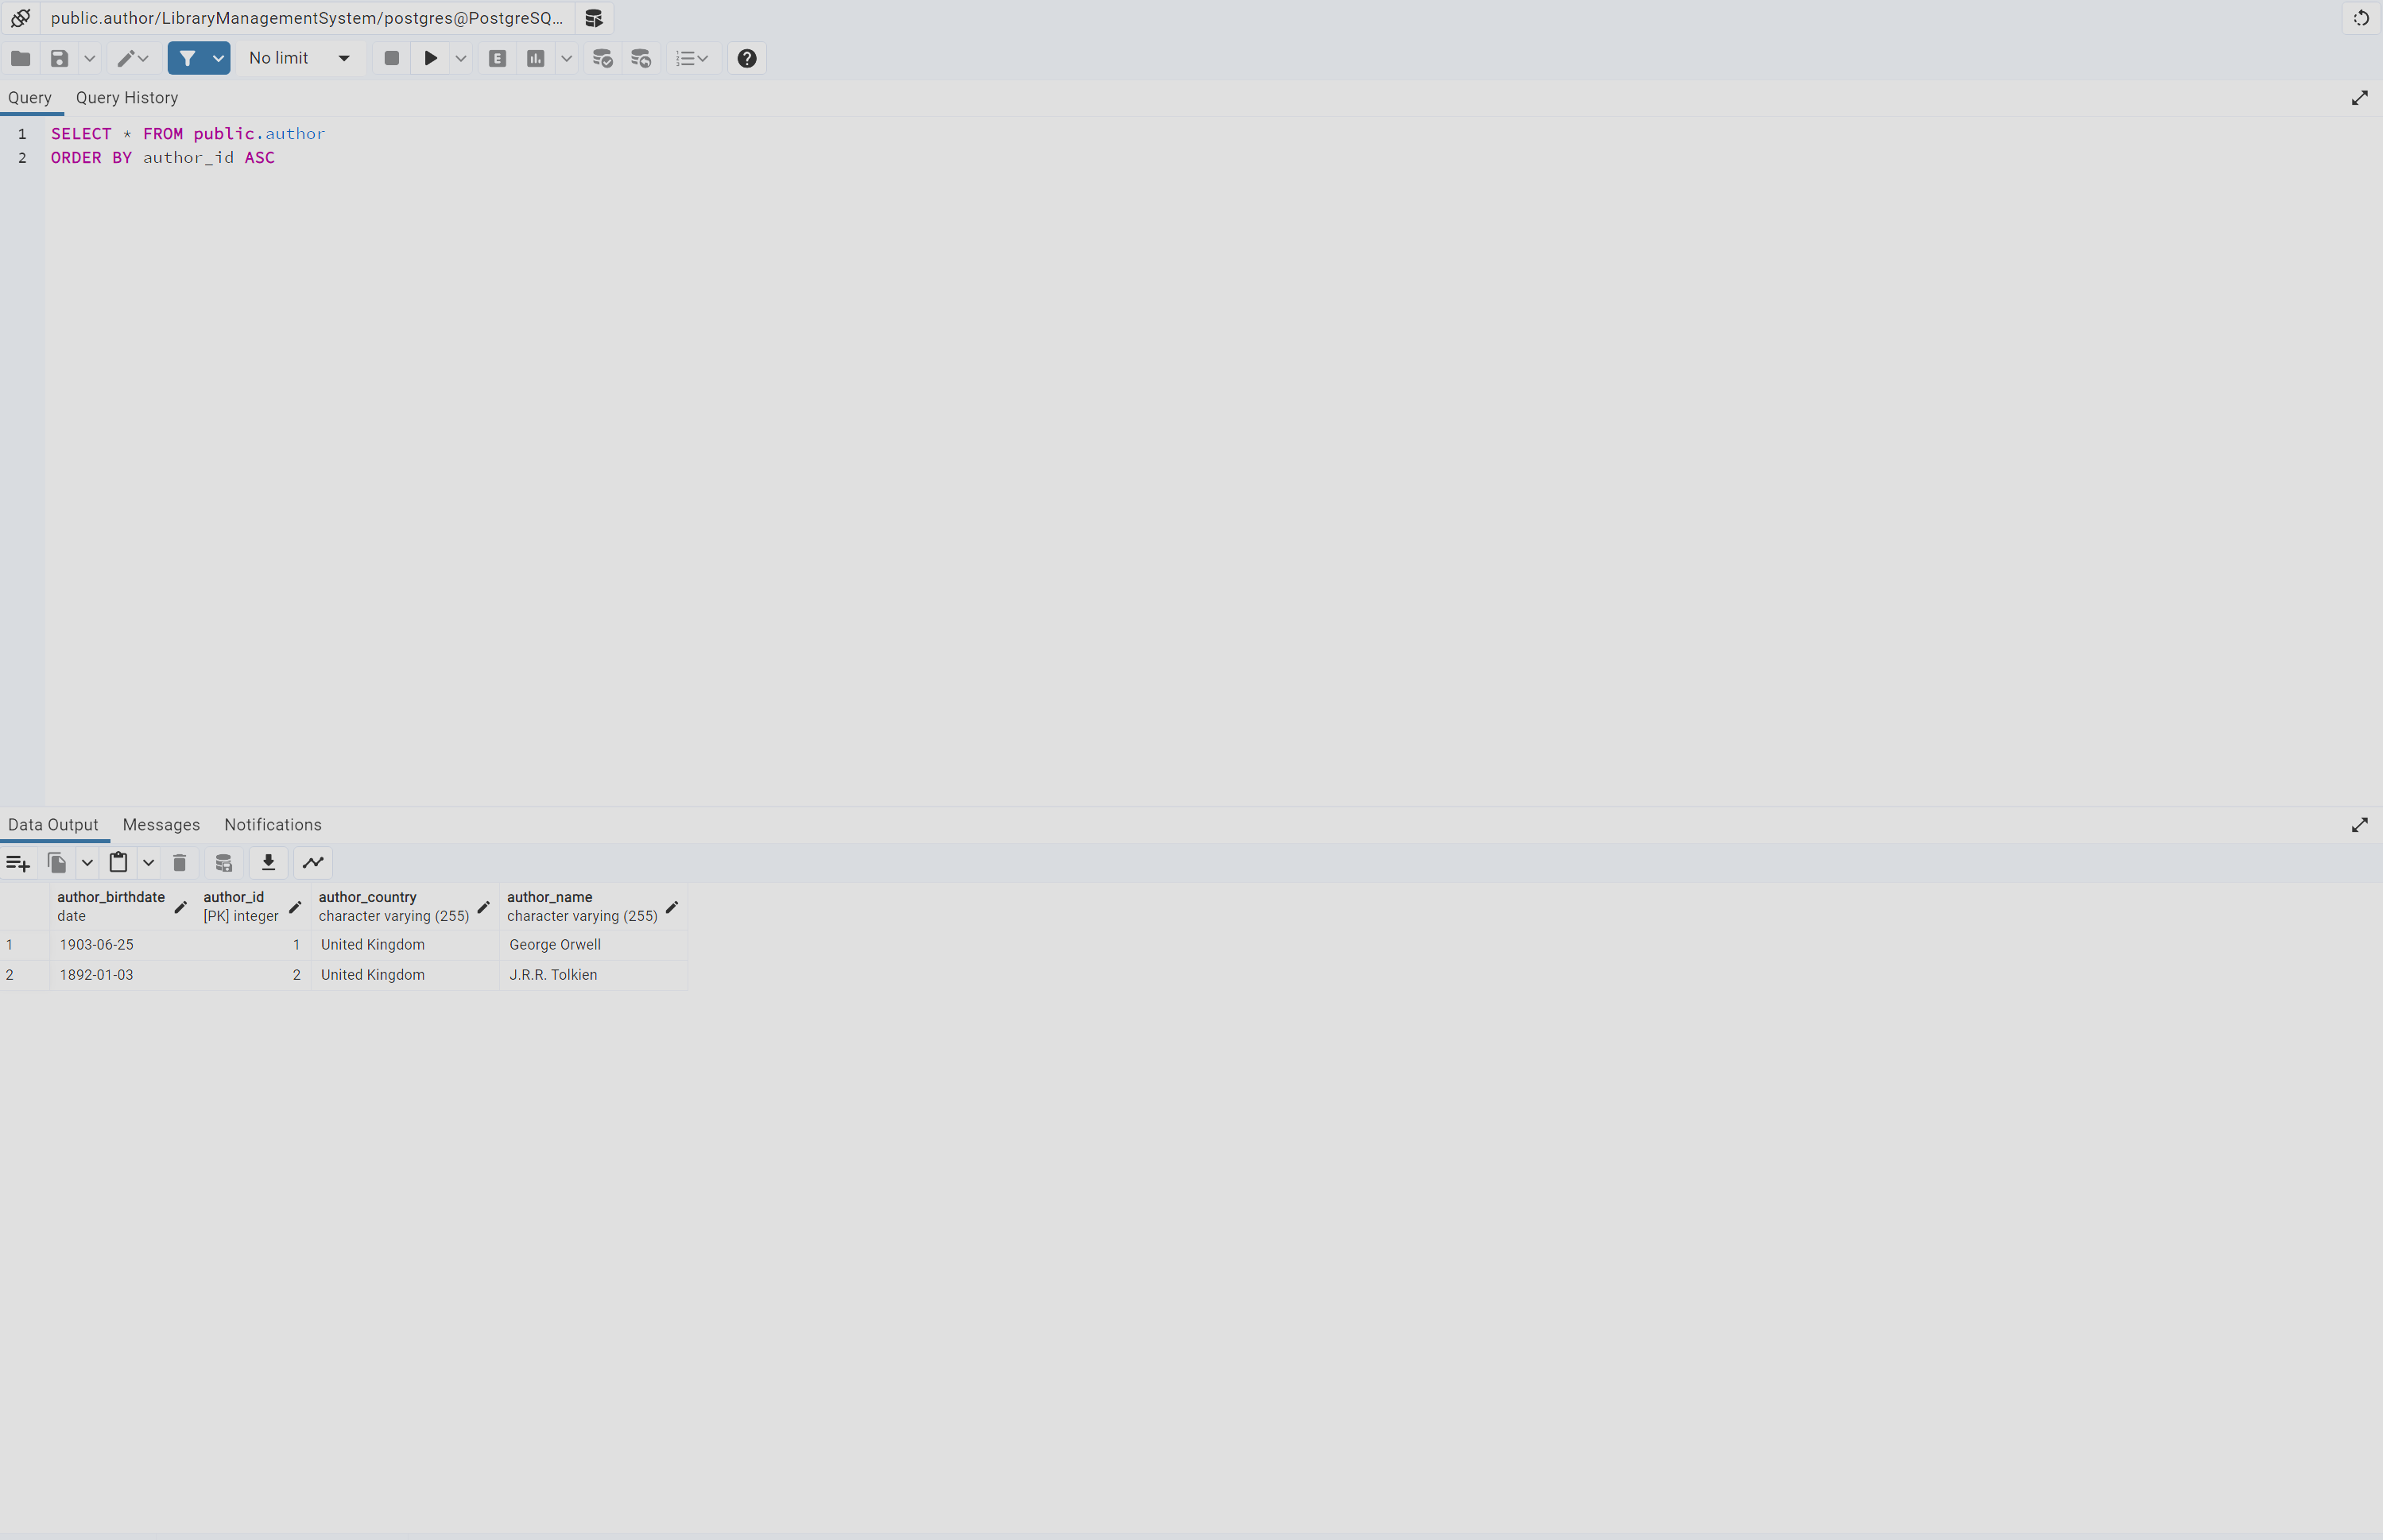 public.author/LibraryManagementSystem/postgres@PostgreSQ...
No limit
E
Query Query History
1 SELECT * FROM public.author
2 ORDER BY author_id ASC
Data Output Messages Notifications
author_birthdate author_id author_country author_name
date [PK] integer character varying (255) character varying (255)
1 1903-06-25 1 United Kingdom George Orwell
2 1892-01-03 2 United Kingdom J.R.R. Tolkien